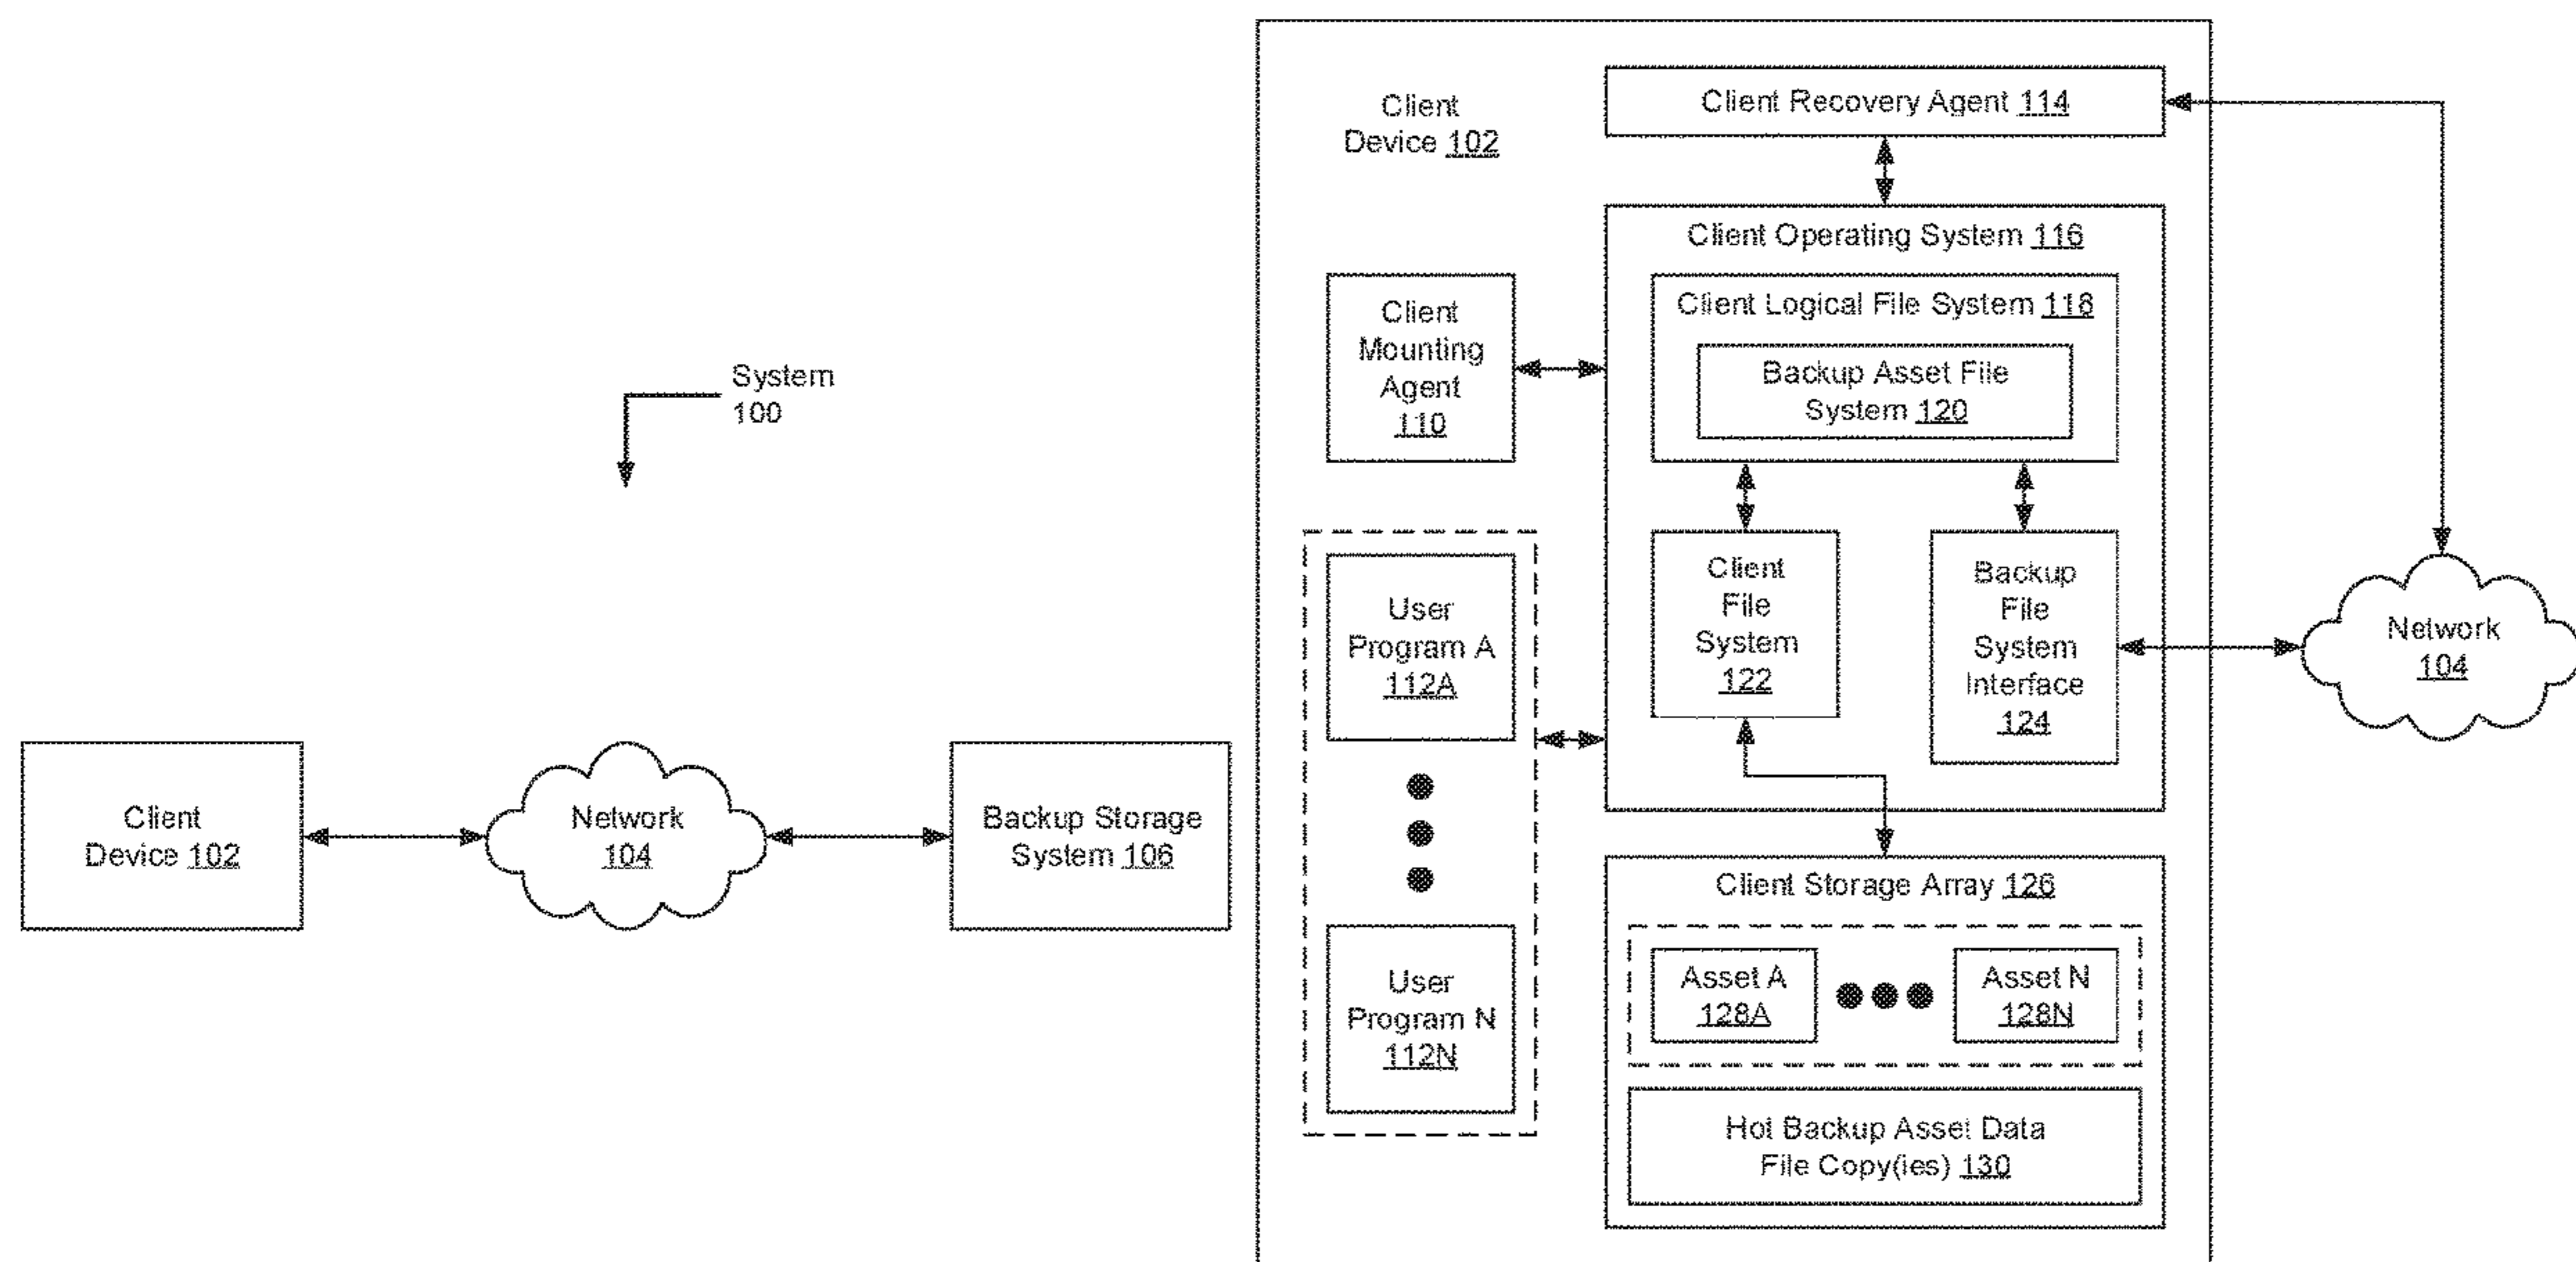 System
100
Client
Device 102
Network
104
Backup Storage
System 106
Client
Device 102
Client Recovery Agent 114
Client Operating System 116
Client Logical File System 118
Backup Asset File
System 120
Client
Mounting
Agent
110
Client
File
System
122
Backup
File
System
Interface
124
Network
104
User
Program A
112A
User
Program N
112N
Client Storage Array 126
Asset A
128A
Asset N
128N
Hot Backup Asset Data
File Copy(ies) 130